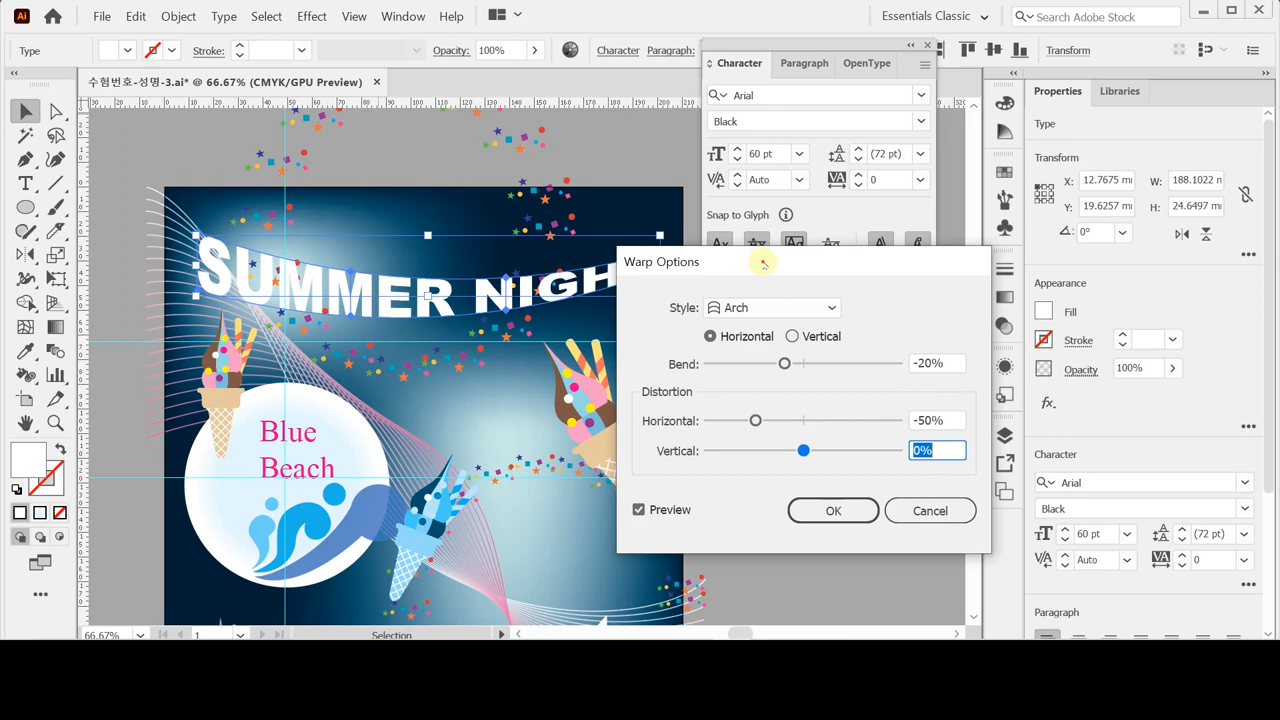 Ai File Edit Object Type Select Effect View Window Help Essentials Classic Search Adobe Stock
Type Stroke: Opacity: 100% Character Paragraph: Transform
수험번호-성명-3.ai* @ 66.67% (CMYK/GPU Preview)
Character Paragraph OpenType
Arial
Black
60 pt (72 pt)
Auto 0
Snap to Glyph
Properties Libraries
Type
Transform
X: 12.7675 m W: 188.1022 m
Y: 19.6257 m H: 24.6497 m
0°
Appearance
Fill
Stroke
Opacity 100%
fx.
Character
Arial
Black
60 pt (72 pt)
Auto 0
Paragraph
SUMMER NIGH
Blue
Beach
Warp Options
Style: Arch
Horizontal Vertical
Bend: -20%
Distortion
Horizontal: -50%
Vertical: 0%
Preview OK Cancel
66.67% 1 Selection